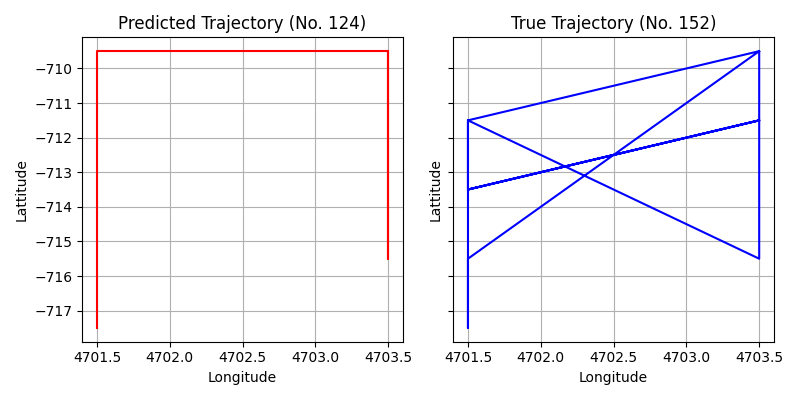 Predicted Trajectory (No. 124)
True Trajectory (No. 152)
Lattitude
−710
−711
−712
−713
−714
−715
−716
−717
4701.5 4702.0 4702.5 4703.0 4703.5
Longitude
Lattitude
4701.5 4702.0 4702.5 4703.0 4703.5
Longitude